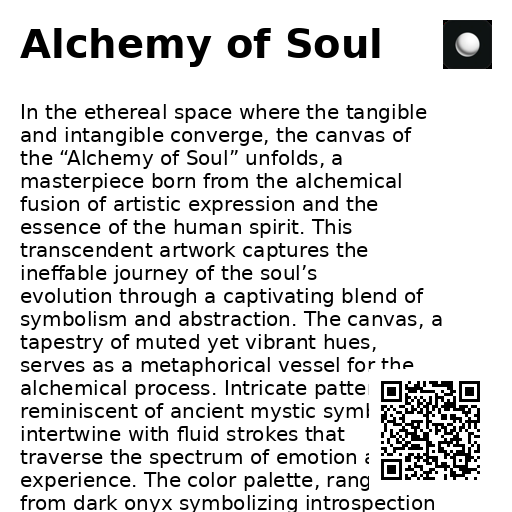 Alchemy of Soul
In the ethereal space where the tangible
and intangible converge, the canvas of
the “Alchemy of Soul” unfolds, a
masterpiece born from the alchemical
fusion of artistic expression and the
essence of the human spirit. This
transcendent artwork captures the
ineffable journey of the soul’s
evolution through a captivating blend of
symbolism and abstraction. The canvas, a
tapestry of muted yet vibrant hues,
serves as a metaphorical vessel for the
alchemical process. Intricate
reminiscent of ancient mystic
intertwine with fluid strokes that
traverse the spectrum of emotion
experience. The color palette,
from dark onyx symbolizing introspection